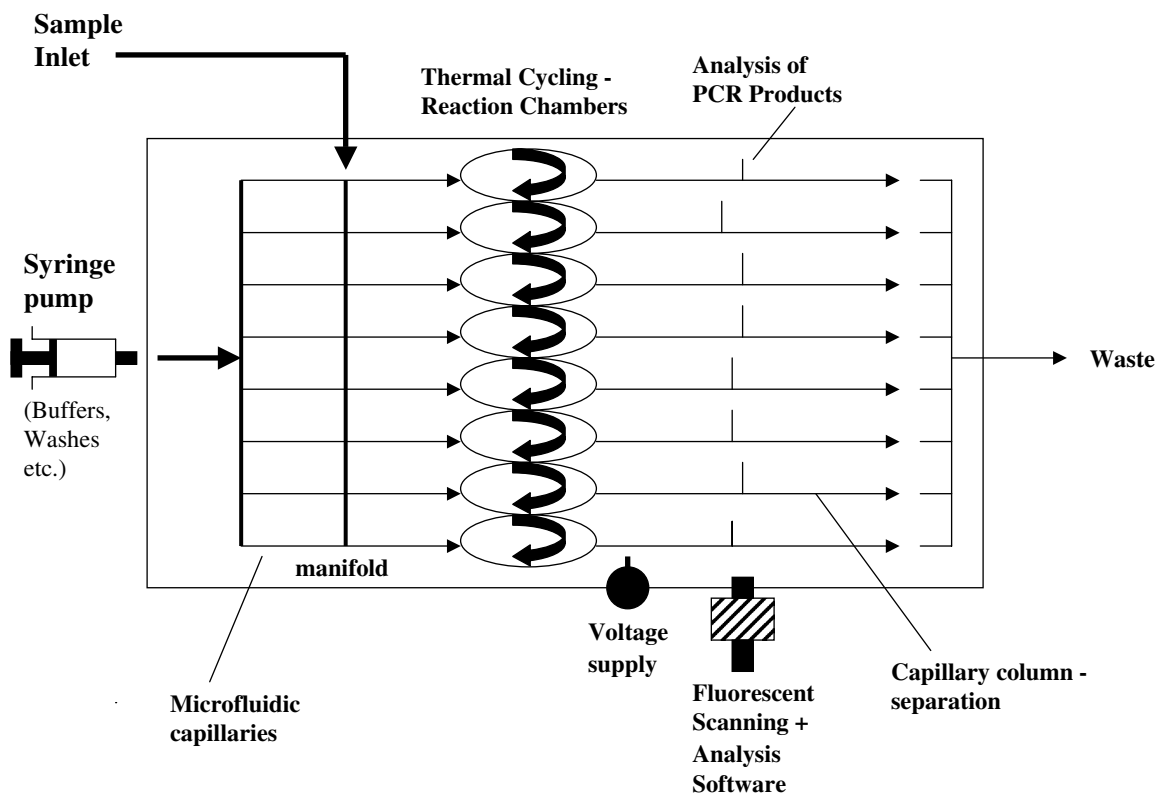 Sample
Inlet
Thermal Cycling -
Reaction Chambers
Analysis of
PCR Products
Syringe
pump
(Buffers,
Washes
etc.)
Waste
manifold
Voltage
supply
Microfluidic
capillaries
Fluorescent
Scanning +
Analysis
Software
Capillary column -
separation